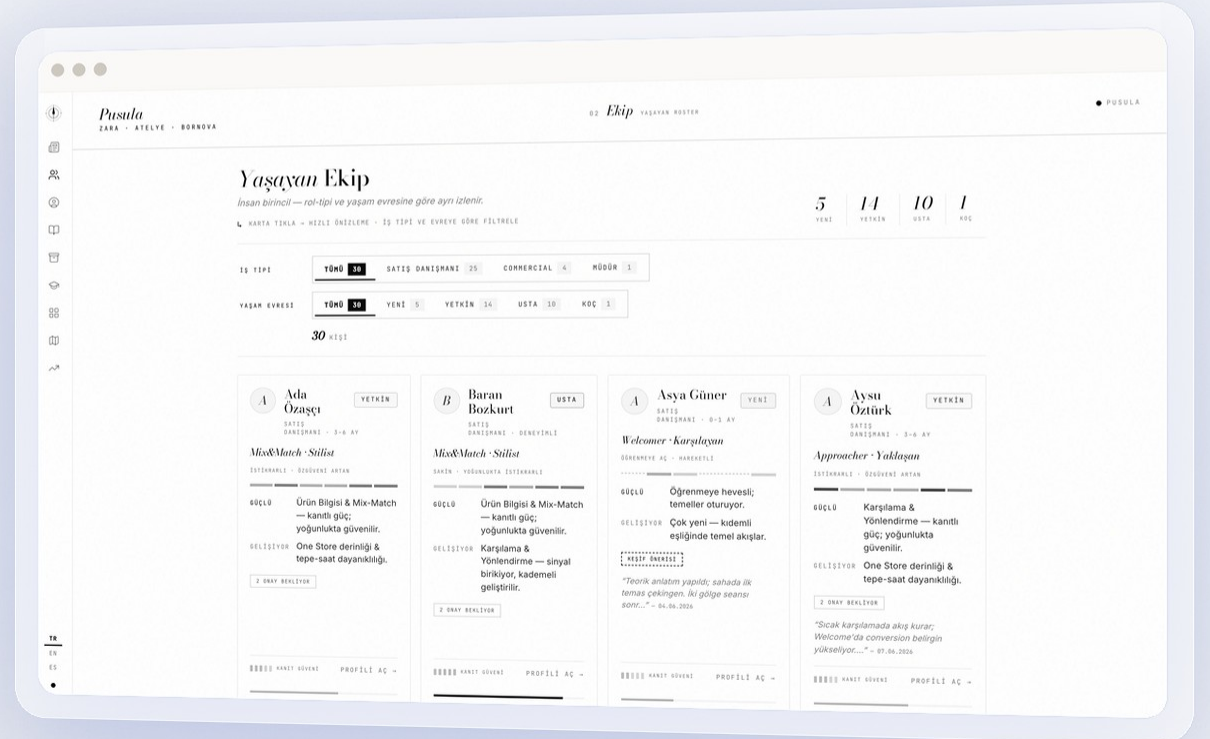 Pusula
ZARA · ATELYE · BORNOVA
02 Ekip YAŞAYAN ROSTER
PUSULA
Yaşayan Ekip
İnsan birincil — rol-tipi ve yaşam evresine göre ayrı izlenir.
KARTA TIKLA → HIZLI ÖNİZLEME · İŞ TİPİ VE EVREYE GÖRE FİLTRELE
5 14 10 1
YENİ YETKİN USTA KOÇ
İŞ TİPİ TÜMÜ 30 SATIŞ DANIŞMANI 25 COMMERCIAL 4 MÜDÜR 1
YAŞAM EVRESİ TÜMÜ 30 YENİ 5 YETKİN 14 USTA 10 KOÇ 1
30 KİŞİ
A
Ada
Özaşçı
YETKİN
SATIŞ
DANIŞMANI · 3-6 AY
Mix&Match · Stilist
İSTİKRARLI · ÖZGÜVENİ ARTAN
GÜÇLÜ Ürün Bilgisi & Mix-Match
— kanıtlı güç;
yoğunlukta güvenilir.
GELİŞİYOR One Store derinliği &
tepe-saat dayanıklılığı.
2 ONAY BEKLİYOR
KANIT GÜVENİ PROFİLİ AÇ →
B
Baran
Bozkurt
USTA
SATIŞ
DANIŞMANI · DENEYİMLİ
Mix&Match · Stilist
SAKİN · YOĞUNLUKTA İSTİKRARLI
GÜÇLÜ Ürün Bilgisi & Mix-Match
— kanıtlı güç;
yoğunlukta güvenilir.
GELİŞİYOR Karşılama &
Yönlendirme — sinyal
birikiyor, kademeli
geliştirilir.
2 ONAY BEKLİYOR
KANIT GÜVENİ PROFİLİ AÇ →
A
Asya Güner
YENİ
SATIŞ
DANIŞMANI · 0-1 AY
Welcomer · Karşılayan
ÖĞRENMEYE AÇ · HAREKETLİ
GÜÇLÜ Öğrenmeye hevesli;
temeller oturuyor.
GELİŞİYOR Çok yeni — kıdemli
eşliğinde temel akışlar.
KEŞİF ÖNERİSİ
"Teorik anlatım yapıldı; sahada ilk
temas çekingen. İki gölge seansı
sonr…" — 04.06.2026
KANIT GÜVENİ PROFİLİ AÇ →
A
Aysu
Öztürk
YETKİN
SATIŞ
DANIŞMANI · 3-6 AY
Approacher · Yaklaşan
İSTİKRARLI · ÖZGÜVENİ ARTAN
GÜÇLÜ Karşılama &
Yönlendirme — kanıtlı
güç; yoğunlukta
güvenilir.
GELİŞİYOR One Store derinliği &
tepe-saat dayanıklılığı.
2 ONAY BEKLİYOR
"Sıcak karşılamada akış kurar;
Welcome'da conversion belirgin
yükseliyor.…" — 07.06.2026
KANIT GÜVENİ PROFİLİ AÇ →
TR
EN
ES